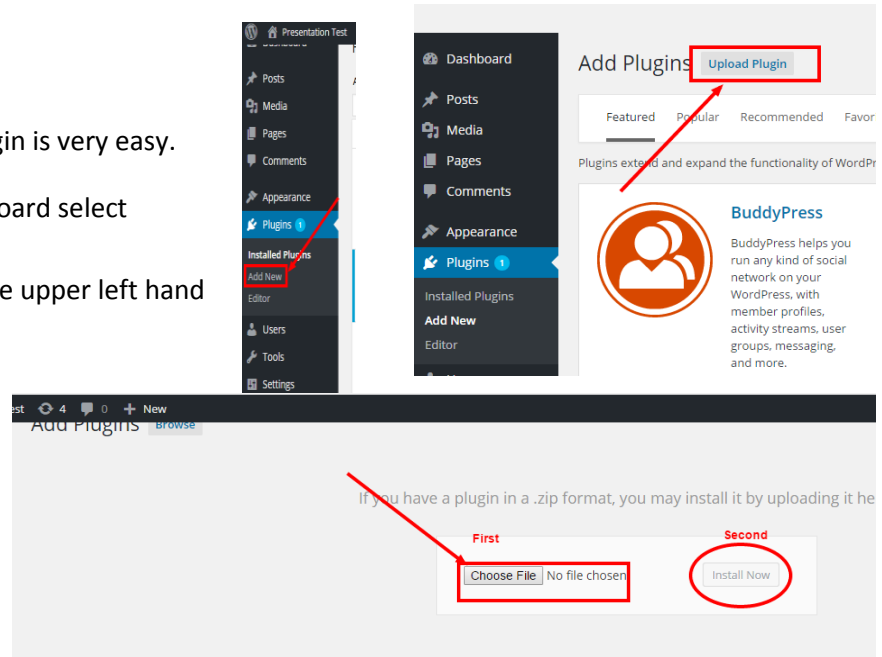 gin is very easy.
oard select
e upper left hand
Presentation Test
Posts
Media
Pages
Comments
Appearance
Plugins 1
Installed Plugins
Add New
Editor
Users
Tools
Settings
Dashboard
Posts
Media
Pages
Comments
Appearance
Plugins 1
Installed Plugins
Add New
Editor
Add Plugins Upload Plugin
Featured Popular Recommended Favor
Plugins extend and expand the functionality of WordPr
BuddyPress
BuddyPress helps you
run any kind of social
network on your
WordPress, with
member profiles,
activity streams, user
groups, messaging,
and more.
est 4 0 + New
Add Plugins Browse
If you have a plugin in a .zip format, you may install it by uploading it he
First
Second
Choose File No file chosen
Install Now